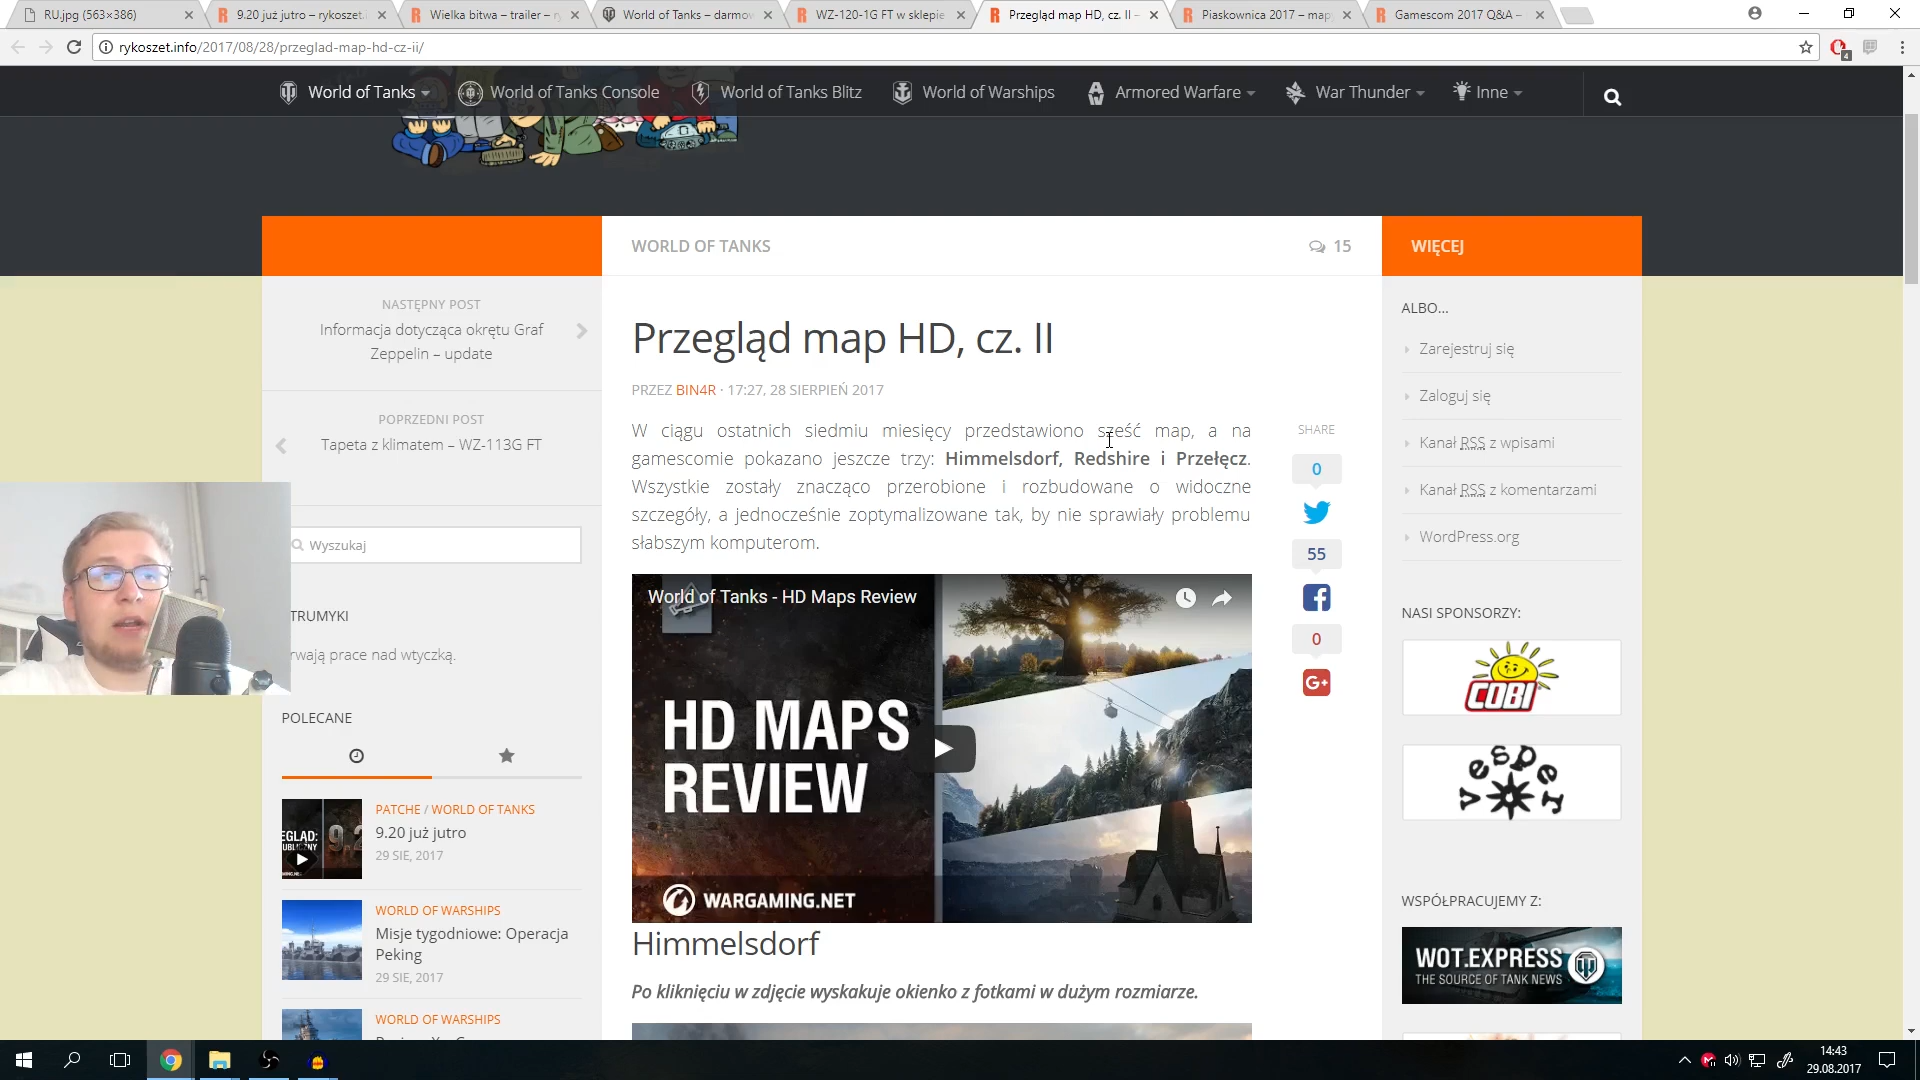 RU.jpg (563×386)
9.20 już jutro – rykoszet.in
Wielka bitwa – trailer – r
World of Tanks – darmow
WZ-120-1G FT w sklepie
Przegląd map HD, cz. II –
Piaskownica 2017 – map
Gamescom 2017 Q&A –
rykoszet.info/2017/08/28/przeglad-map-hd-cz-ii/
4
World of Tanks
World of Tanks Console
World of Tanks Blitz
World of Warships
Armored Warfare
War Thunder
Inne
WORLD OF TANKS
15
WIĘCEJ
NASTĘPNY POST
Informacja dotycząca okrętu Graf
Zeppelin – update
POPRZEDNI POST
Tapeta z klimatem – WZ-113G FT
Wyszukaj
TRUMYKI
rwają prace nad wtyczką.
POLECANE
PATCHE / WORLD OF TANKS
9.20 już jutro
29 SIE, 2017
WORLD OF WARSHIPS
Misje tygodniowe: Operacja
Peking
29 SIE, 2017
WORLD OF WARSHIPS
Przegląd map HD, cz. II
PRZEZ BIN4R · 17:27, 28 SIERPIEŃ 2017
W ciągu ostatnich siedmiu miesięcy przedstawiono sześć map, a na
gamescomie pokazano jeszcze trzy: Himmelsdorf, Redshire i Przełęcz.
Wszystkie zostały znacząco przerobione i rozbudowane o widoczne
szczegóły, a jednocześnie zoptymalizowane tak, by nie sprawiały problemu
słabszym komputerom.
World of Tanks - HD Maps Review
HD MAPS
REVIEW
WARGAMING.NET
Himmelsdorf
Po kliknięciu w zdjęcie wyskakuje okienko z fotkami w dużym rozmiarze.
SHARE
0
55
0
G+
ALBO...
Zarejestruj się
Zaloguj się
Kanał RSS z wpisami
Kanał RSS z komentarzami
WordPress.org
NASI SPONSORZY:
COBI
vesper
WSPÓŁPRACUJEMY Z:
WOT.EXPRESS
THE SOURCE OF TANK NEWS
14:43
29.08.2017